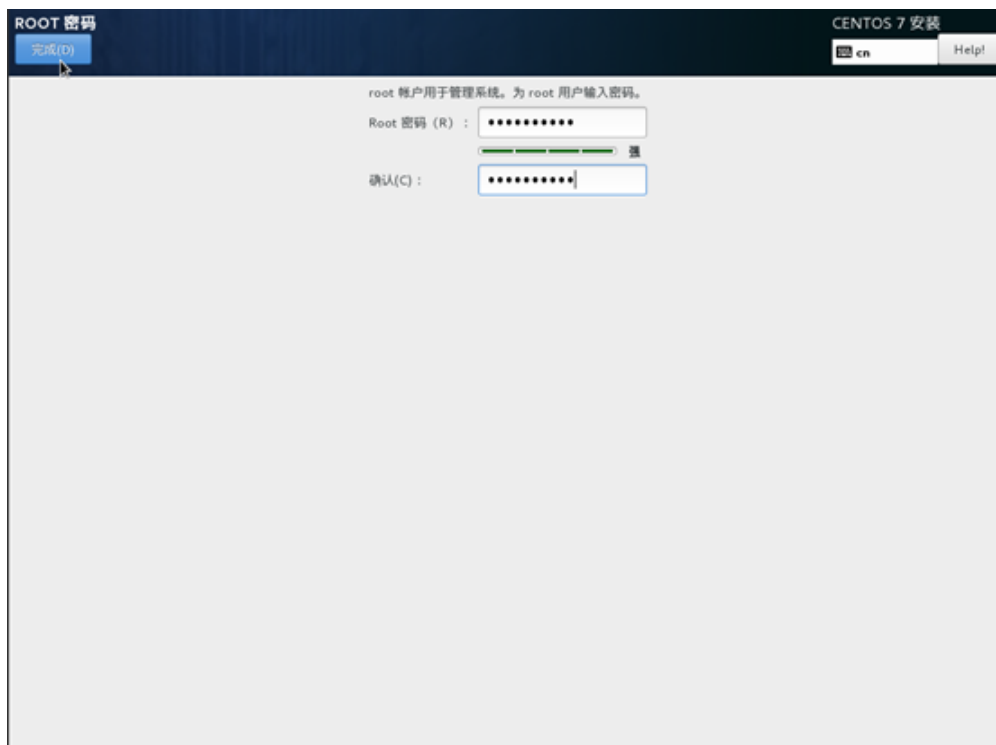 ROOT 密码
CENTOS 7 安装
完成(D)
cn
Help!
root 帐户用于管理系统。为 root 用户输入密码。
Root 密码（R）：
••••••••••
强
确认(C)：
••••••••••